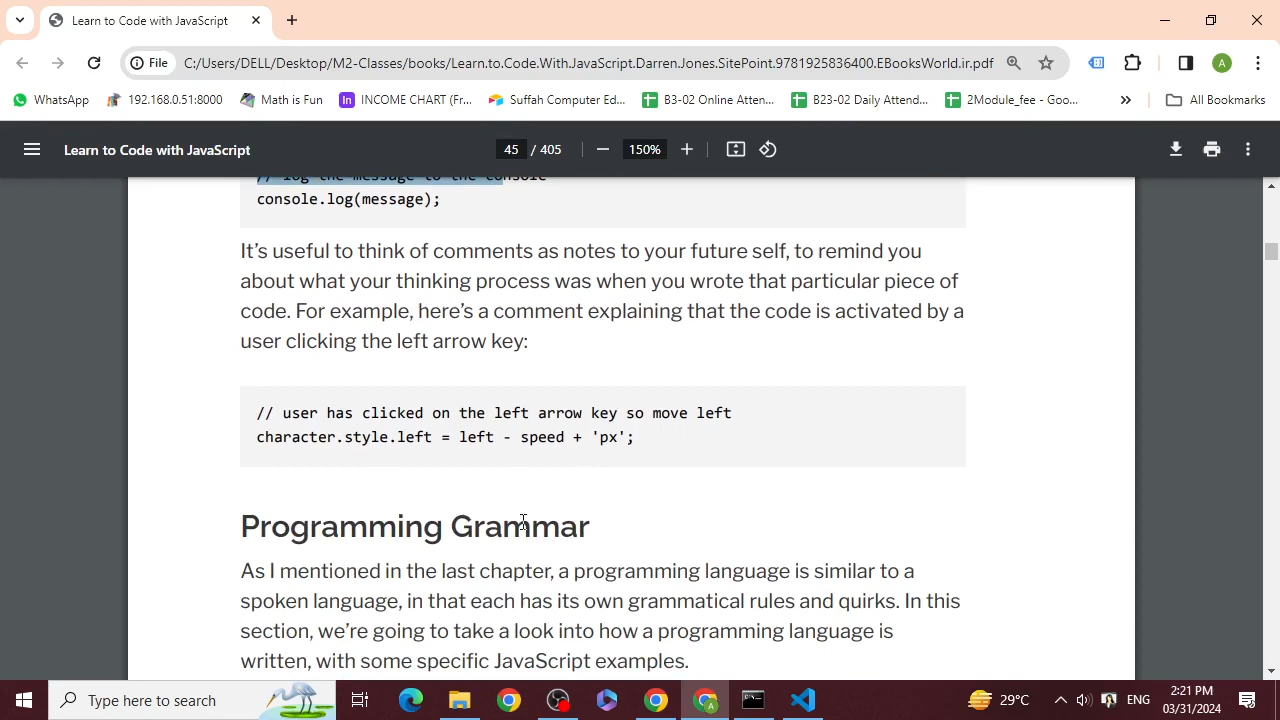 Learn to Code with JavaScript
File
C:/Users/DELL/Desktop/M2-Classes/books/Learn.to.Code.With.JavaScript.Darren.Jones.SitePoint.9781925836400.EBooksWorld.ir.pdf
A
WhatsApp
192.168.0.51:8000
Math is Fun
In INCOME CHART (Fr...
Suffah Computer Ed...
B3-02 Online Atten...
B23-02 Daily Attend...
2Module_fee - Goo...
All Bookmarks
Learn to Code with JavaScript
45 / 405
150%
// log the message to the console
console.log(message);
It’s useful to think of comments as notes to your future self, to remind you
about what your thinking process was when you wrote that particular piece of
code. For example, here’s a comment explaining that the code is activated by a
user clicking the left arrow key:
// user has clicked on the left arrow key so move left
character.style.left = left - speed + 'px';
Programming Grammar
As I mentioned in the last chapter, a programming language is similar to a
spoken language, in that each has its own grammatical rules and quirks. In this
section, we’re going to take a look into how a programming language is
written, with some specific JavaScript examples.
Type here to search
29°C
ENG
2:21 PM
03/31/2024